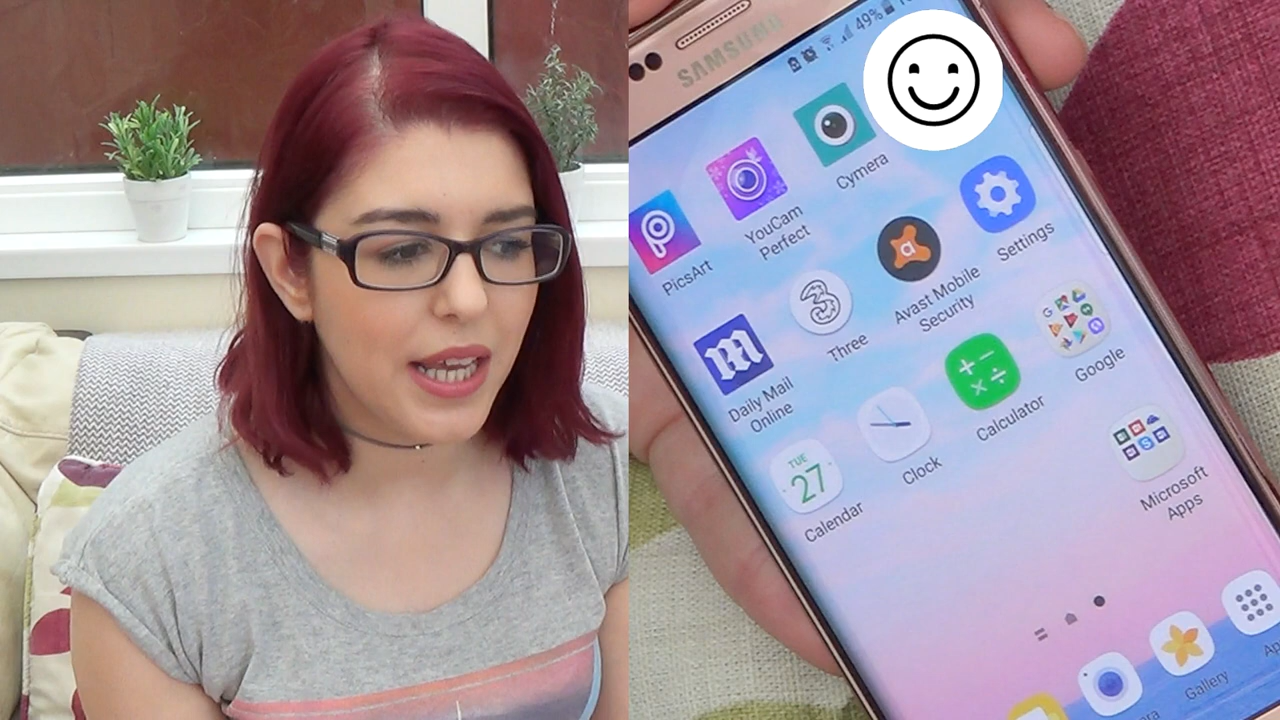 SAMSUNG
49%
Cymera
YouCam
Perfect
PicsArt
Settings
a
Avast Mobile
Security
3
Three
m
Daily Mail
Online
G
Google
Calculator
Clock
TUE
27
Calendar
Microsoft
Apps
Gallery